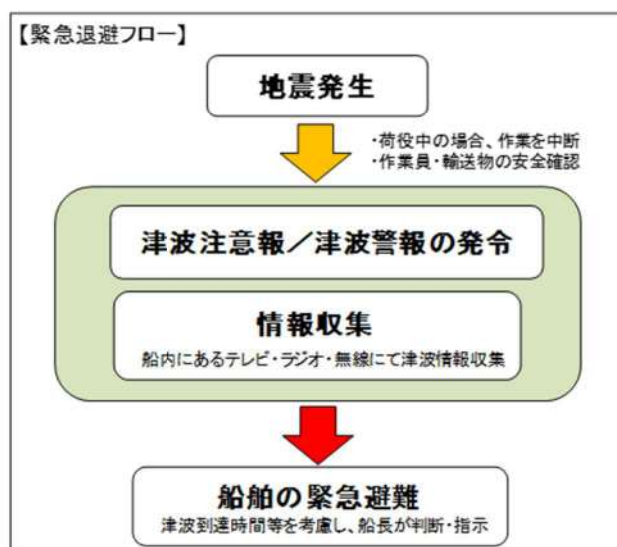 【緊急退避フロー】
地震発生
・荷役中の場合、作業を中断
・作業員・輸送物の安全確認
津波注意報／津波警報の発令
情報収集
船内にあるテレビ・ラジオ・無線にて津波情報収集
船舶の緊急避難
津波到達時間等を考慮し、船長が判断・指示